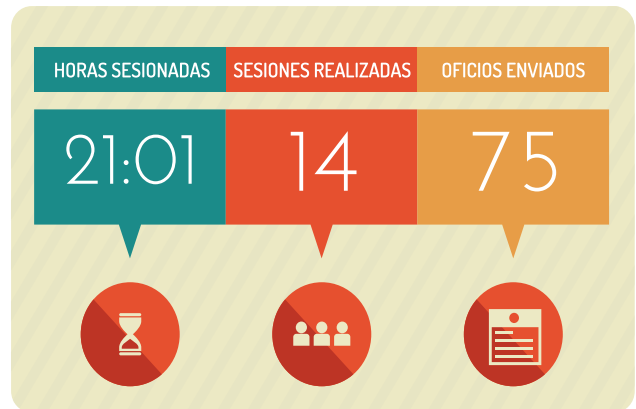 HORAS SESIONADAS
SESIONES REALIZADAS
OFICIOS ENVIADOS
21:01
14
75